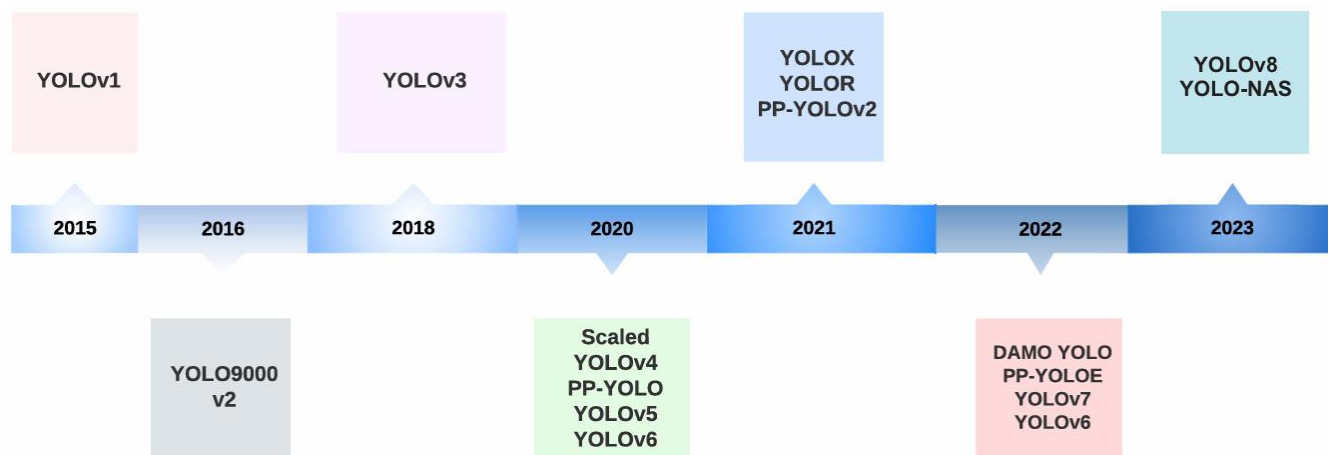 YOLOv1
YOLOv3
YOLOX
YOLOR
PP-YOLOv2
YOLOv8
YOLO-NAS
2015
2016
2018
2020
2021
2022
2023
YOLO9000
v2
Scaled
YOLOv4
PP-YOLO
YOLOv5
YOLOv6
DAMO YOLO
PP-YOLOE
YOLOv7
YOLOv6